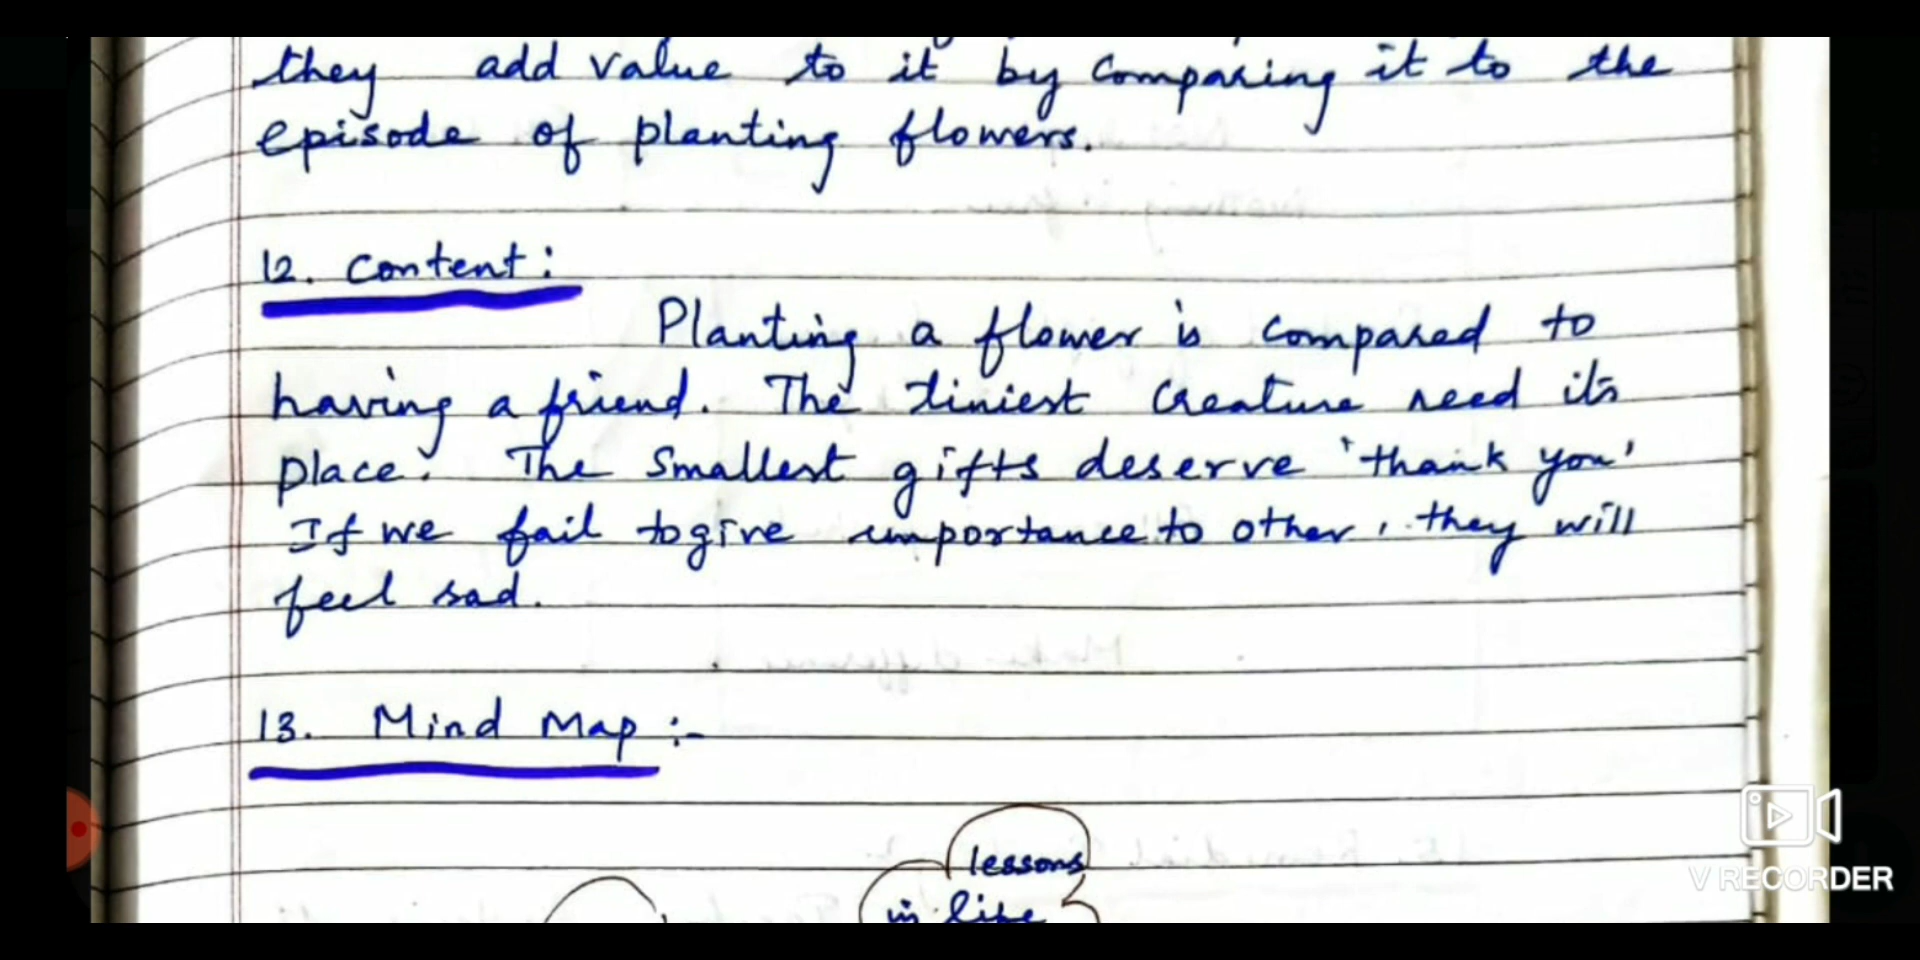 they add value to it by comparing it to the
episode of planting flowers.
12. Content:
Planting a flower is compared to
having a friend. The tiniest creature need its
place. The smallest gifts deserve 'thank you'
If we fail to give importance to other, they will
feel sad.
13. Mind Map :-
lessons
in life
V RECORDER